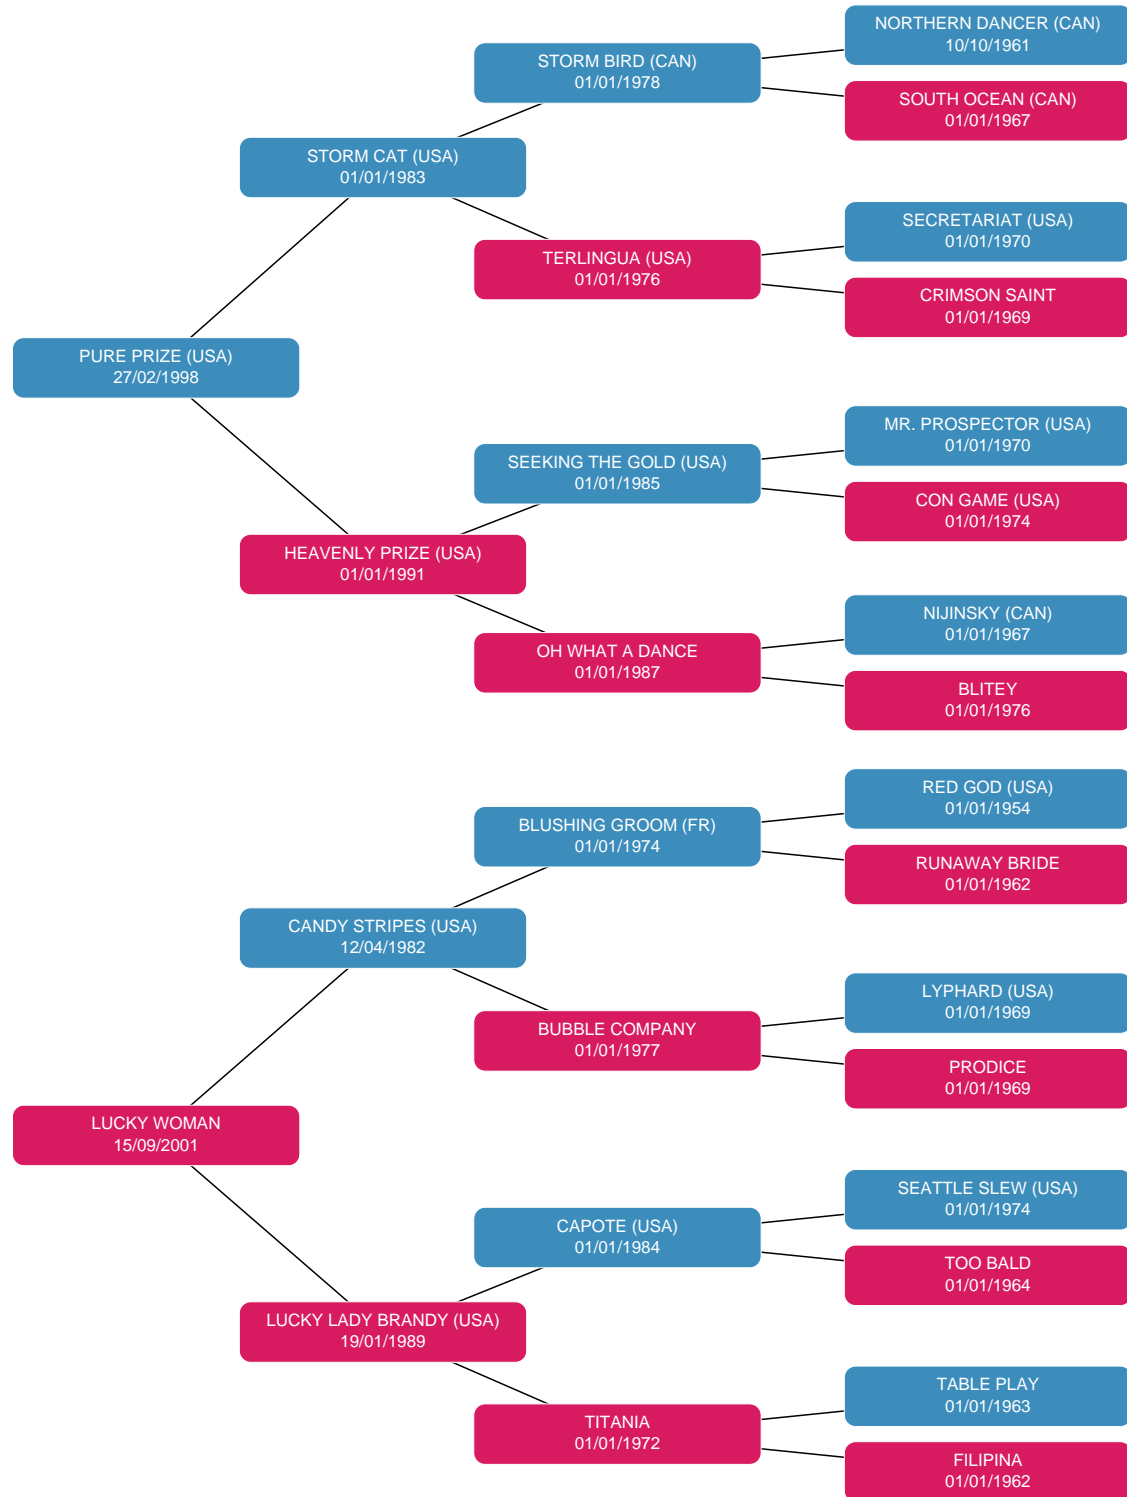 NORTHERN DANCER (CAN)
10/10/1961
STORM BIRD (CAN)
01/01/1978
SOUTH OCEAN (CAN)
01/01/1967
STORM CAT (USA)
01/01/1983
SECRETARIAT (USA)
01/01/1970
TERLINGUA (USA)
01/01/1976
CRIMSON SAINT
01/01/1969
PURE PRIZE (USA)
27/02/1998
MR. PROSPECTOR (USA)
01/01/1970
SEEKING THE GOLD (USA)
01/01/1985
CON GAME (USA)
01/01/1974
HEAVENLY PRIZE (USA)
01/01/1991
NIJINSKY (CAN)
01/01/1967
OH WHAT A DANCE
01/01/1987
BLITEY
01/01/1976
RED GOD (USA)
01/01/1954
BLUSHING GROOM (FR)
01/01/1974
RUNAWAY BRIDE
01/01/1962
CANDY STRIPES (USA)
12/04/1982
LYPHARD (USA)
01/01/1969
BUBBLE COMPANY
01/01/1977
PRODICE
01/01/1969
LUCKY WOMAN
15/09/2001
SEATTLE SLEW (USA)
01/01/1974
CAPOTE (USA)
01/01/1984
TOO BALD
01/01/1964
LUCKY LADY BRANDY (USA)
19/01/1989
TABLE PLAY
01/01/1963
TITANIA
01/01/1972
FILIPINA
01/01/1962